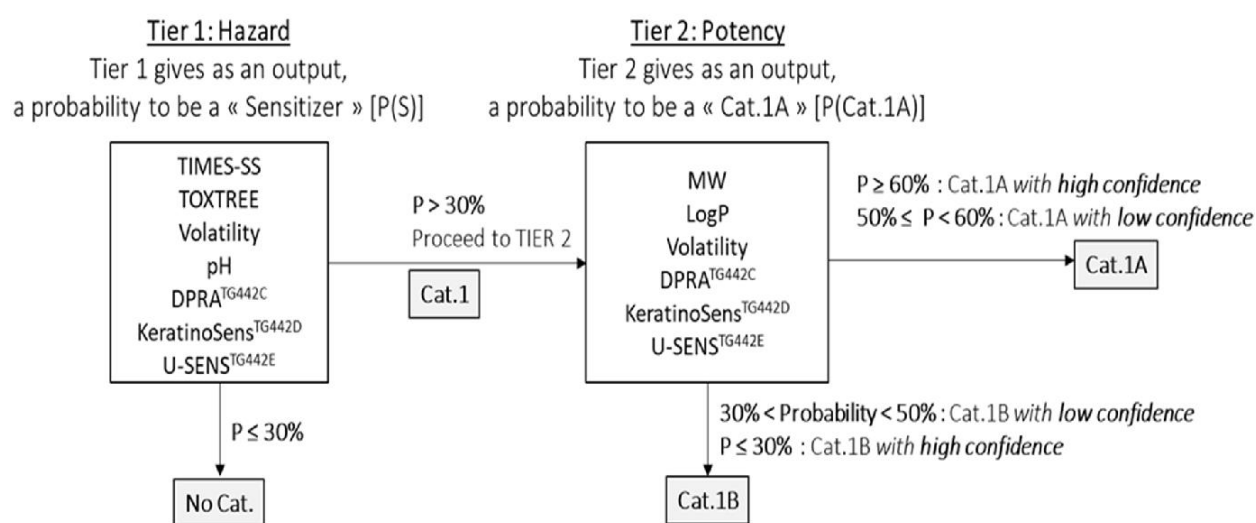 Tier 1: Hazard
Tier 1 gives as an output,
a probability to be a « Sensitizer » [P(S)]
TIMES-SS
TOXTREE
Volatility
pH
DPRA^TG442C
KeratinoSens^TG442D
U-SENS^TG442E
P > 30%
Proceed to TIER 2
Cat.1
P ≤ 30%
No Cat.
Tier 2: Potency
Tier 2 gives as an output,
a probability to be a « Cat.1A » [P(Cat.1A)]
MW
LogP
Volatility
DPRA^TG442C
KeratinoSens^TG442D
U-SENS^TG442E
P ≥ 60% : Cat.1A with high confidence
50% ≤ P < 60% : Cat.1A with low confidence
Cat.1A
30% < Probability < 50% : Cat.1B with low confidence
P ≤ 30% : Cat.1B with high confidence
Cat.1B